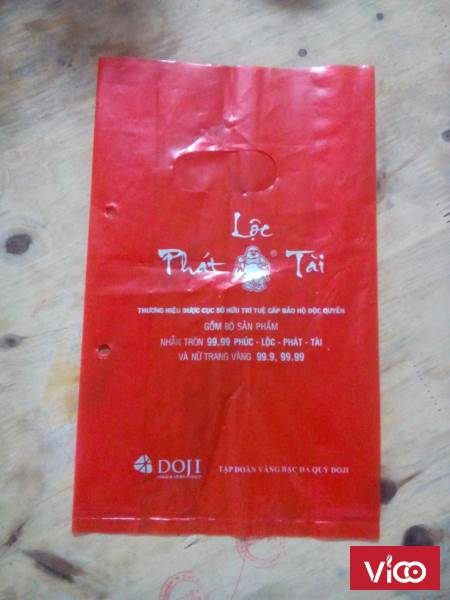 Lộc
Phát Tài
®
THƯƠNG HIỆU ĐƯỢC CỤC SỞ HỮU TRÍ TUỆ CẤP BẢO HỘ ĐỘC QUYỀN
GỒM BỘ SẢN PHẨM
NHẪN TRÒN 99.99 PHÚC - LỘC - PHÁT - TÀI
VÀ NỮ TRANG VÀNG 99.9, 99.99
DOJI
TẬP ĐOÀN VÀNG BẠC ĐÁ QUÝ DOJI
VIOO